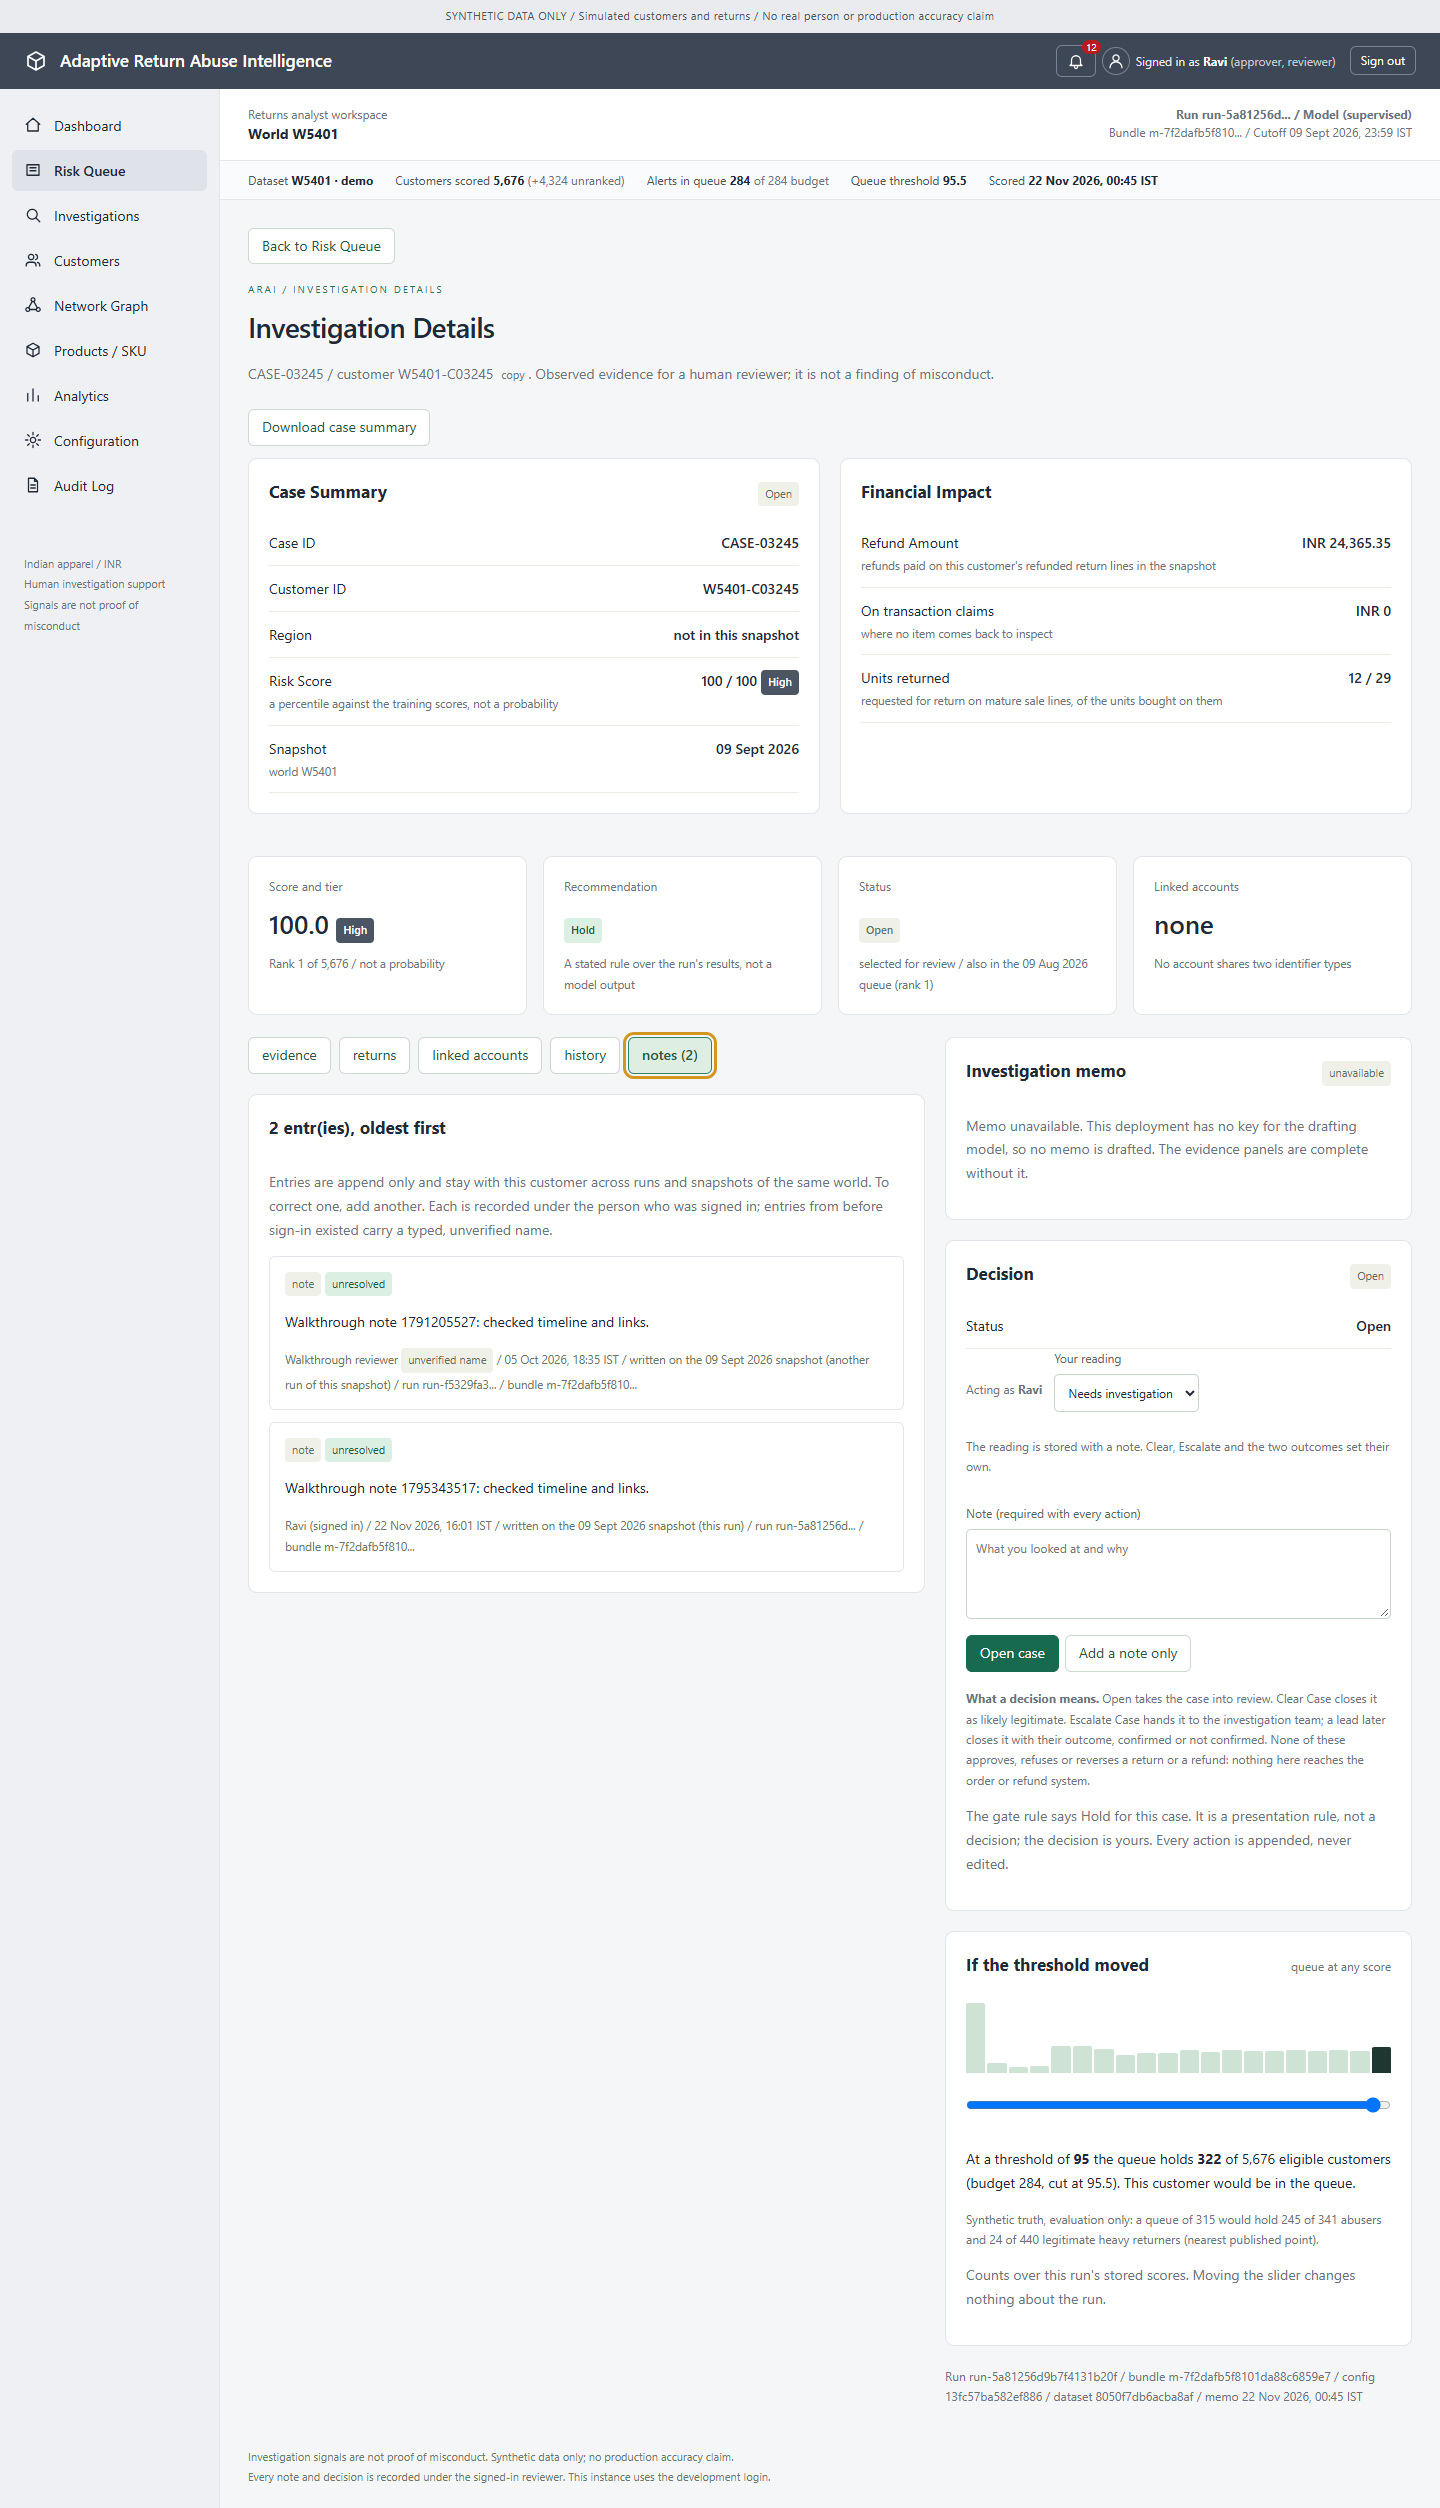 SYNTHETIC DATA ONLY / Simulated customers and returns / No real person or production accuracy claim
Adaptive Return Abuse Intelligence
12
Signed in as Ravi (approver, reviewer)
Sign out
Dashboard
Risk Queue
Investigations
Customers
Network Graph
Products / SKU
Analytics
Configuration
Audit Log
Indian apparel / INR
Human investigation support
Signals are not proof of
misconduct
Returns analyst workspace
World W5401
Run run-5a81256d... / Model (supervised)
Bundle m-7f2dafb5f810... / Cutoff 09 Sept 2026, 23:59 IST
Dataset W5401 · demo Customers scored 5,676 (+4,324 unranked) Alerts in queue 284 of 284 budget Queue threshold 95.5 Scored 22 Nov 2026, 00:45 IST
Back to Risk Queue
ARAI / INVESTIGATION DETAILS
Investigation Details
CASE-03245 / customer W5401-C03245 copy . Observed evidence for a human reviewer; it is not a finding of misconduct.
Download case summary
Case Summary
Open
Case ID CASE-03245
Customer ID W5401-C03245
Region not in this snapshot
Risk Score 100 / 100 High
a percentile against the training scores, not a probability
Snapshot 09 Sept 2026
world W5401
Financial Impact
Refund Amount INR 24,365.35
refunds paid on this customer's refunded return lines in the snapshot
On transaction claims INR 0
where no item comes back to inspect
Units returned 12 / 29
requested for return on mature sale lines, of the units bought on them
Score and tier
100.0 High
Rank 1 of 5,676 / not a probability
Recommendation
Hold
A stated rule over the run's results, not a
model output
Status
Open
selected for review / also in the 09 Aug 2026
queue (rank 1)
Linked accounts
none
No account shares two identifier types
evidence
returns
linked accounts
history
notes (2)
2 entr(ies), oldest first
Entries are append only and stay with this customer across runs and snapshots of the same world. To
correct one, add another. Each is recorded under the person who was signed in; entries from before
sign-in existed carry a typed, unverified name.
note unresolved
Walkthrough note 1791205527: checked timeline and links.
Walkthrough reviewer unverified name / 05 Oct 2026, 18:35 IST / written on the 09 Sept 2026 snapshot (another
run of this snapshot) / run run-f5329fa3... / bundle m-7f2dafb5f810...
note unresolved
Walkthrough note 1795343517: checked timeline and links.
Ravi (signed in) / 22 Nov 2026, 16:01 IST / written on the 09 Sept 2026 snapshot (this run) / run run-5a81256d... /
bundle m-7f2dafb5f810...
Investigation memo
unavailable
Memo unavailable. This deployment has no key for the drafting
model, so no memo is drafted. The evidence panels are complete
without it.
Decision
Open
Status Open
Your reading
Acting as Ravi
Needs investigation
The reading is stored with a note. Clear, Escalate and the two outcomes set their
own.
Note (required with every action)
What you looked at and why
Open case
Add a note only
What a decision means. Open takes the case into review. Clear Case closes it
as likely legitimate. Escalate Case hands it to the investigation team; a lead later
closes it with their outcome, confirmed or not confirmed. None of these
approves, refuses or reverses a return or a refund: nothing here reaches the
order or refund system.
The gate rule says Hold for this case. It is a presentation rule, not a
decision; the decision is yours. Every action is appended, never
edited.
If the threshold moved
queue at any score
At a threshold of 95 the queue holds 322 of 5,676 eligible customers
(budget 284, cut at 95.5). This customer would be in the queue.
Synthetic truth, evaluation only: a queue of 315 would hold 245 of 341 abusers
and 24 of 440 legitimate heavy returners (nearest published point).
Counts over this run's stored scores. Moving the slider changes
nothing about the run.
Run run-5a81256d9b7f4131b20f / bundle m-7f2dafb5f8101da88c6859e7 / config
13fc57ba582ef886 / dataset 8050f7db6acba8af / memo 22 Nov 2026, 00:45 IST
Investigation signals are not proof of misconduct. Synthetic data only; no production accuracy claim.
Every note and decision is recorded under the signed-in reviewer. This instance uses the development login.